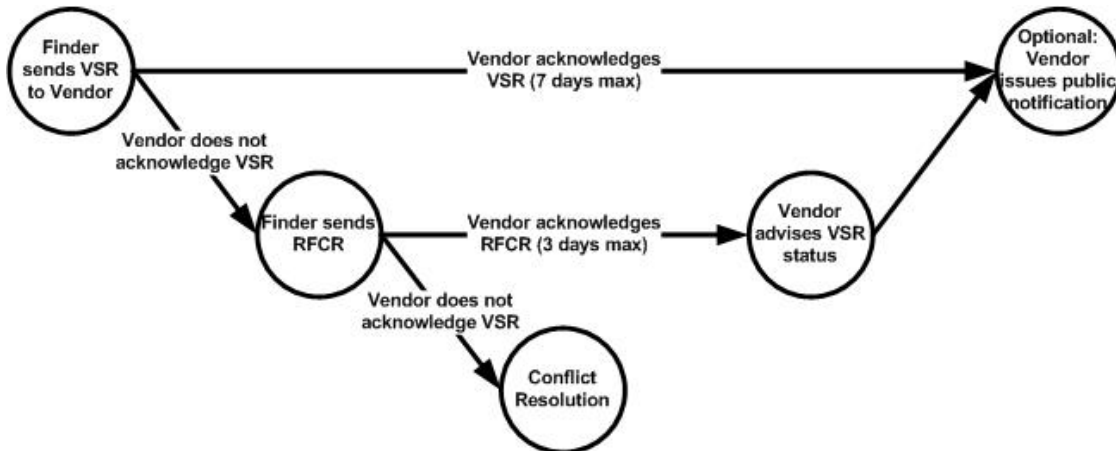 Finder
sends VSR
to Vendor
Vendor acknowledges
VSR (7 days max)
Optional:
Vendor
issues public
notification
Vendor does not
acknowledge VSR
Finder sends
RFCR
Vendor acknowledges
RFCR (3 days max)
Vendor
advises VSR
status
Vendor does not
acknowledge VSR
Conflict
Resolution